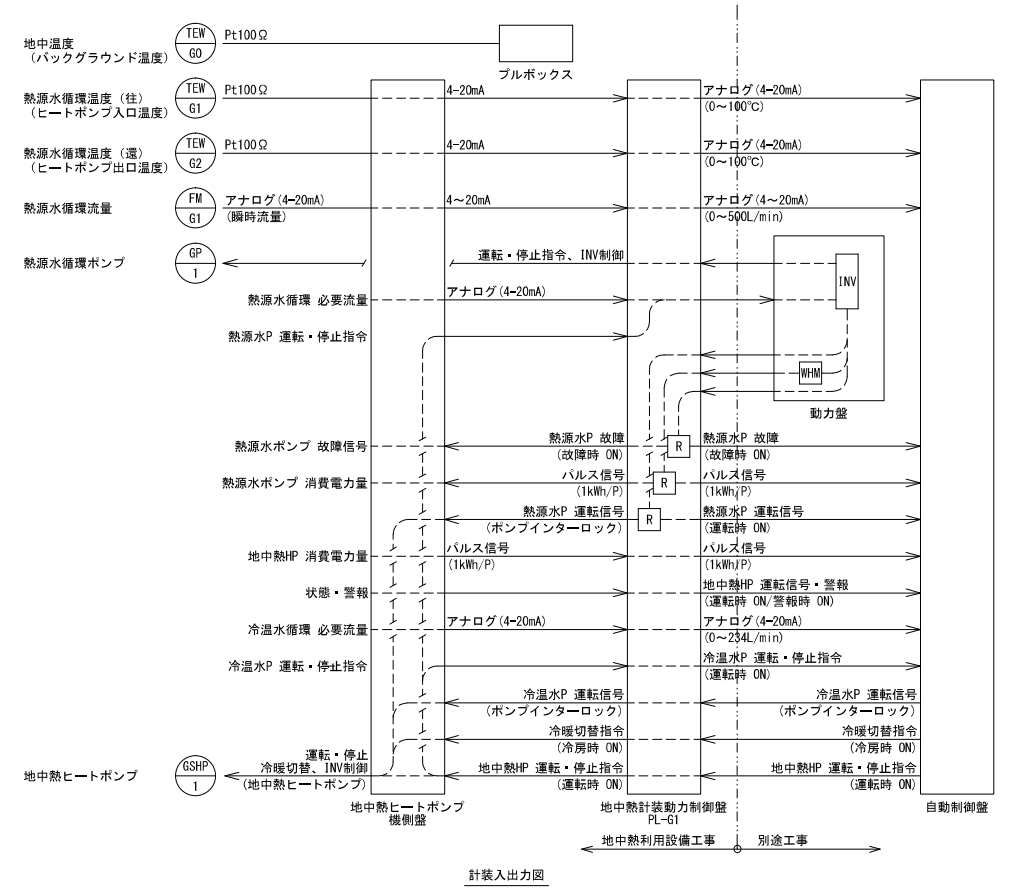 地中温度
(バックグラウンド温度)
TEW
G0
Pt100Ω
プルボックス
熱源水循環温度（往）
(ヒートポンプ入口温度)
TEW
G1
Pt100Ω
4-20mA
アナログ(4-20mA)
(0～100℃)
熱源水循環温度（還）
(ヒートポンプ出口温度)
TEW
G2
Pt100Ω
4-20mA
アナログ(4-20mA)
(0～100℃)
熱源水循環流量
FM
G1
アナログ(4-20mA)
(瞬時流量)
4～20mA
アナログ(4～20mA)
(0～500L/min)
熱源水循環ポンプ
GP
1
運転・停止指令、INV制御
INV
熱源水循環 必要流量
アナログ(4-20mA)
熱源水P 運転・停止指令
WHM
動力盤
熱源水ポンプ 故障信号
熱源水P 故障
(故障時 ON)
R
熱源水P 故障
(故障時 ON)
熱源水ポンプ 消費電力量
パルス信号
(1kWh/P)
R
パルス信号
(1kWh/P)
熱源水P 運転信号
(ポンプインターロック)
R
熱源水P 運転信号
(運転時 ON)
地中熱HP 消費電力量
パルス信号
(1kWh/P)
パルス信号
(1kWh/P)
状態・警報
地中熱HP 運転信号・警報
(運転時 ON/警報時 ON)
冷温水循環 必要流量
アナログ(4-20mA)
アナログ(4-20mA)
(0～234L/min)
冷温水P 運転・停止指令
冷温水P 運転・停止指令
(運転時 ON)
冷温水P 運転信号
(ポンプインターロック)
冷温水P 運転信号
(ポンプインターロック)
冷暖切替指令
(冷房時 ON)
冷暖切替指令
(冷房時 ON)
地中熱ヒートポンプ
GSHP
1
運転・停止
冷暖切替、INV制御
(地中熱ヒートポンプ)
地中熱HP 運転・停止指令
(運転時 ON)
地中熱HP 運転・停止指令
(運転時 ON)
地中熱ヒートポンプ
機側盤
地中熱計装動力制御盤
PL-G1
自動制御盤
地中熱利用設備工事
別途工事
計装入出力図